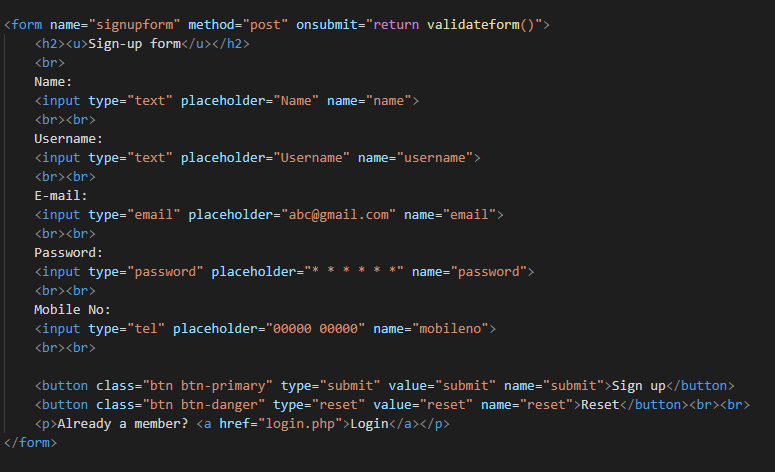 <form name="signupform" method="post" onsubmit="return validateform()">
<h2><u>Sign-up form</u></h2>
<br>
Name:
<input type="text" placeholder="Name" name="name">
<br><br>
Username:
<input type="text" placeholder="Username" name="username">
<br><br>
E-mail:
<input type="email" placeholder="abc@gmail.com" name="email">
<br><br>
Password:
<input type="password" placeholder="* * * * * *" name="password">
<br><br>
Mobile No:
<input type="tel" placeholder="00000 00000" name="mobileno">
<br><br>
<button class="btn btn-primary" type="submit" value="submit" name="submit">Sign up</button>
<button class="btn btn-danger" type="reset" value="reset" name="reset">Reset</button><br><br>
<p>Already a member? <a href="login.php">Login</a></p>
</form>